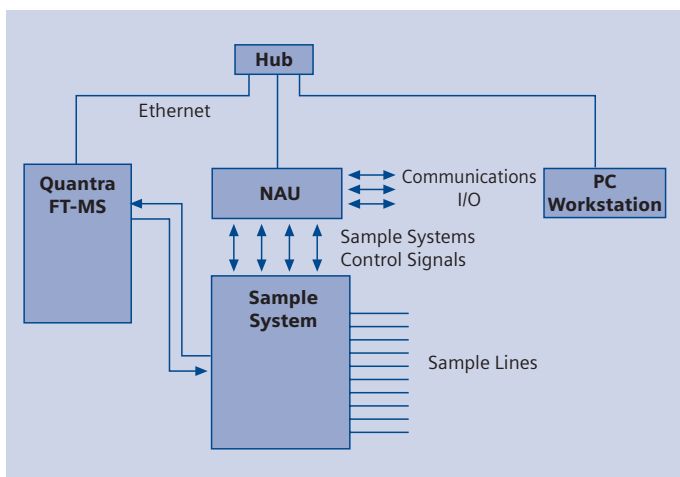 Hub
Ethernet
Quantra
FT-MS
NAU
Communications
I/O
PC
Workstation
Sample Systems
Control Signals
Sample
System
Sample Lines